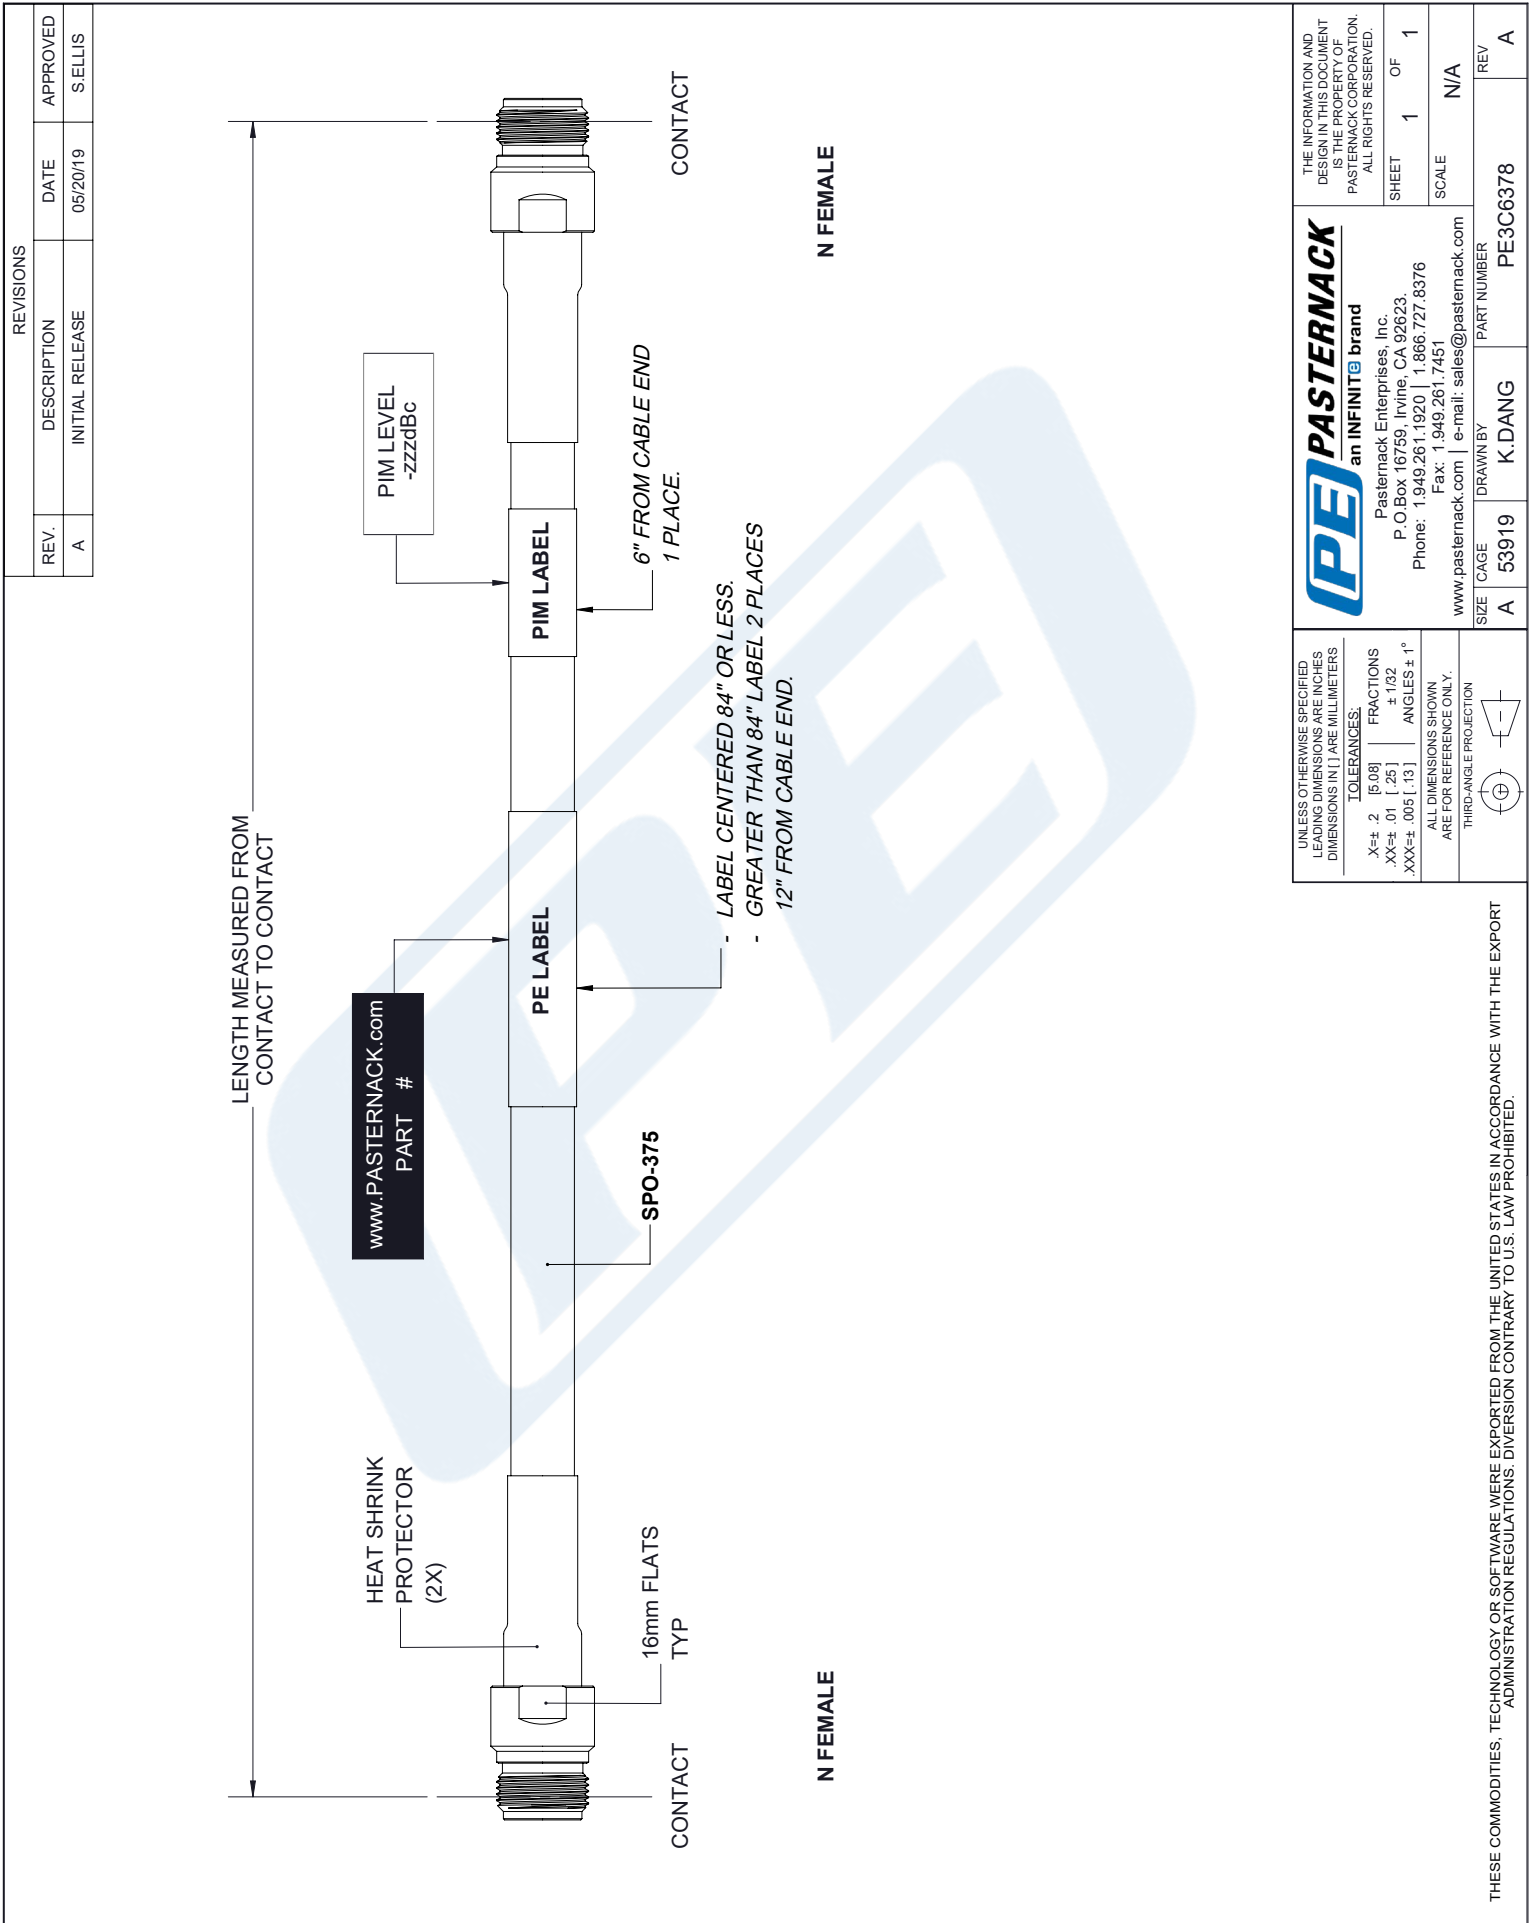 REVISIONS
REV. DESCRIPTION DATE APPROVED
A INITIAL RELEASE 05/20/19 S.ELLIS
LENGTH MEASURED FROM
CONTACT TO CONTACT
HEAT SHRINK
PROTECTOR
(2X)
www.PASTERNACK.com
PART #
PIM LEVEL
-zzzdBc
PE LABEL
PIM LABEL
CONTACT
16mm FLATS
TYP
SPO-375
6" FROM CABLE END
1 PLACE.
CONTACT
- LABEL CENTERED 84" OR LESS.
- GREATER THAN 84" LABEL 2 PLACES
12" FROM CABLE END.
N FEMALE
N FEMALE
PE
THESE COMMODITIES, TECHNOLOGY OR SOFTWARE WERE EXPORTED FROM THE UNITED STATES IN ACCORDANCE WITH THE EXPORT
ADMINISTRATION REGULATIONS. DIVERSION CONTRARY TO U.S. LAW PROHIBITED.
UNLESS OTHERWISE SPECIFIED
LEADING DIMENSIONS ARE INCHES
DIMENSIONS IN [ ] ARE MILLIMETERS
TOLERANCES:
.X=± .2 [5.08] FRACTIONS
.XX=± .01 [ .25] ± 1/32
.XXX=± .005 [ .13] ANGLES ± 1°
ALL DIMENSIONS SHOWN
ARE FOR REFERENCE ONLY.
THIRD-ANGLE PROJECTION
PE PASTERNACK
an INFINITe brand
Pasternack Enterprises, Inc.
P.O.Box 16759, Irvine, CA 92623.
Phone: 1.949.261.1920 | 1.866.727.8376
Fax: 1.949.261.7451
www.pasternack.com | e-mail: sales@pasternack.com
THE INFORMATION AND
DESIGN IN THIS DOCUMENT
IS THE PROPERTY OF
PASTERNACK CORPORATION.
ALL RIGHTS RESERVED.
SHEET 1 OF 1
SCALE N/A
SIZE CAGE DRAWN BY PART NUMBER REV
A 53919 K.DANG PE3C6378 A